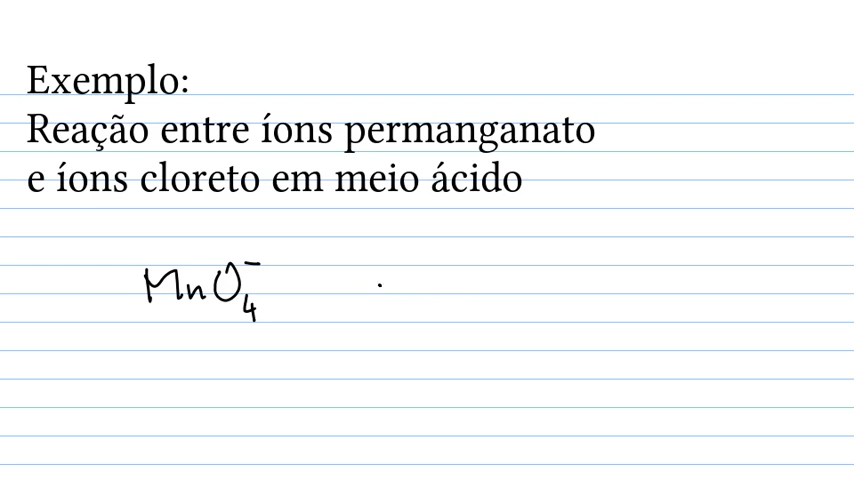 Exemplo:
Reação entre íons permanganato
e íons cloreto em meio ácido
MnO₄⁻